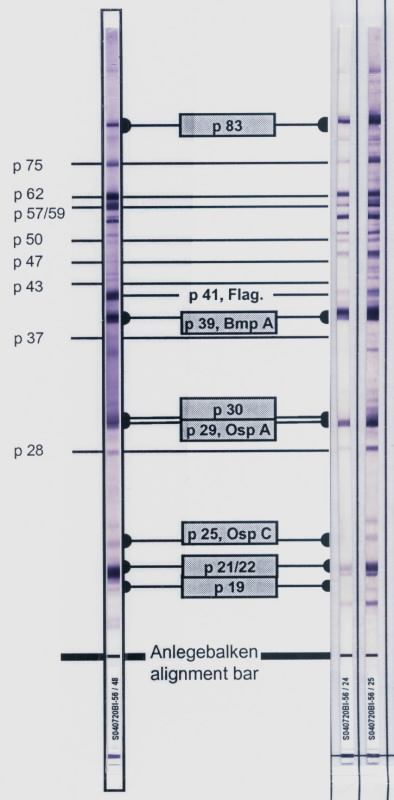 p 83
p 75
p 62
p 57/59
p 50
p 47
p 43
p 41, Flag.
p 39, Bmp A
p 37
p 30
p 29, Osp A
p 28
p 25, Osp C
p 21/22
p 19
Anlegebalken
alignment bar
S040720BI-56 / 48
S040720BI-56 / 24
S040720BI-56 / 25